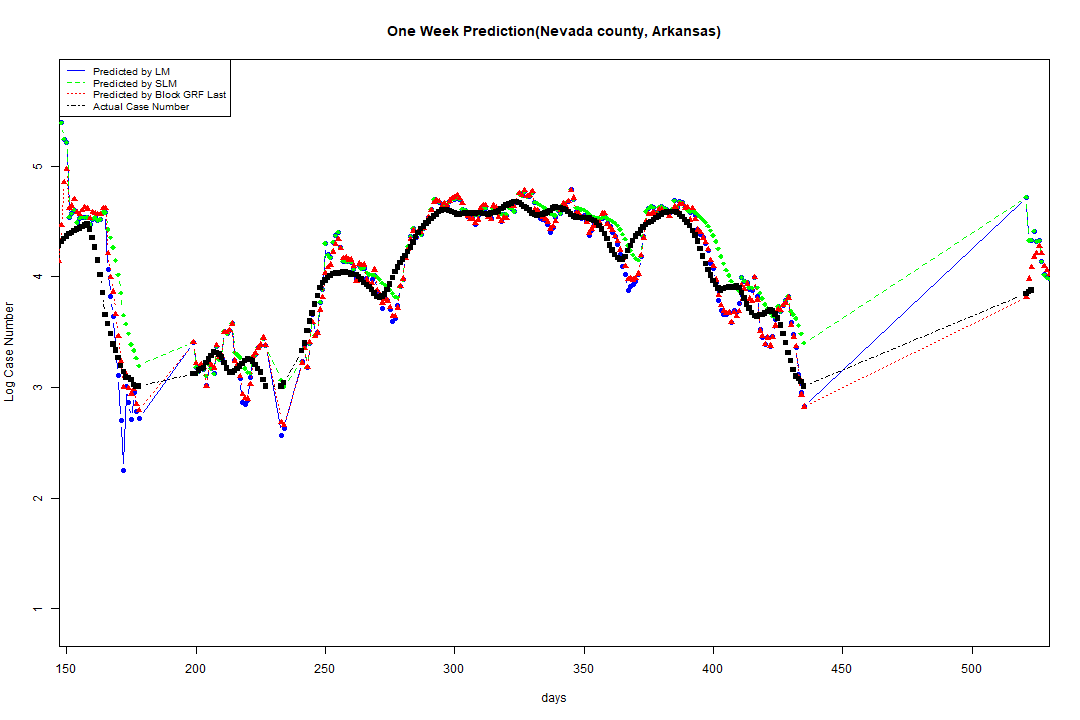 One Week Prediction(Nevada county, Arkansas)
Predicted by LM
Predicted by SLM
Predicted by Block GRF Last
Actual Case Number
5
4
3
2
1
Log Case Number
150 200 250 300 350 400 450 500
days